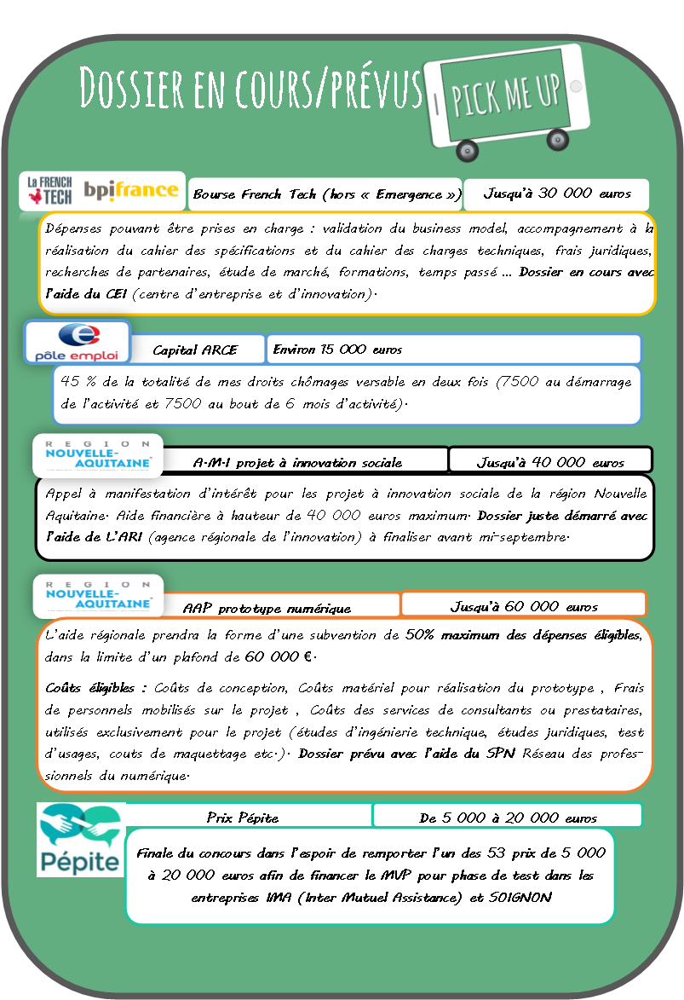 DOSSIER EN COURS/PRÉVUS
PICK ME UP
La FRENCH
TECH
bpifrance
Bourse French Tech (hors « Emergence »)
Jusqu'à 30 000 euros
Dépenses pouvant être prises en charge : validation du business model, accompagnement à la
réalisation du cahier des spécifications et du cahier des charges techniques, frais juridiques,
recherches de partenaires, étude de marché, formations, temps passé ... Dossier en cours avec
l'aide du CEI (centre d'entreprise et d'innovation).
pôle emploi
Capital ARCE
Environ 15 000 euros
45 % de la totalité de mes droits chômages versable en deux fois (7500 au démarrage
de l'activité et 7500 au bout de 6 mois d'activité).
REGION
NOUVELLE-
AQUITAINE
A.M.I projet à innovation sociale
Jusqu'à 40 000 euros
Appel à manifestation d'intérêt pour les projet à innovation sociale de la région Nouvelle
Aquitaine. Aide financière à hauteur de 40 000 euros maximum. Dossier juste démarré avec
l'aide de L'ARI (agence régionale de l'innovation) à finaliser avant mi-septembre.
REGION
NOUVELLE-
AQUITAINE
AAP prototype numérique
Jusqu'à 60 000 euros
L'aide régionale prendra la forme d'une subvention de 50% maximum des dépenses éligibles,
dans la limite d'un plafond de 60 000 €.
Coûts éligibles : Coûts de conception, Coûts matériel pour réalisation du prototype , Frais
de personnels mobilisés sur le projet , Coûts des services de consultants ou prestataires,
utilisés exclusivement pour le projet (études d'ingénierie technique, études juridiques, test
d'usages, couts de maquettage etc.). Dossier prévu avec l'aide du SPN Réseau des profes-
sionnels du numérique.
Pépite
Prix Pépite
De 5 000 à 20 000 euros
Finale du concours dans l'espoir de remporter l'un des 53 prix de 5 000
à 20 000 euros afin de financer le MVP pour phase de test dans les
entreprises IMA (Inter Mutuel Assistance) et SOIGNON